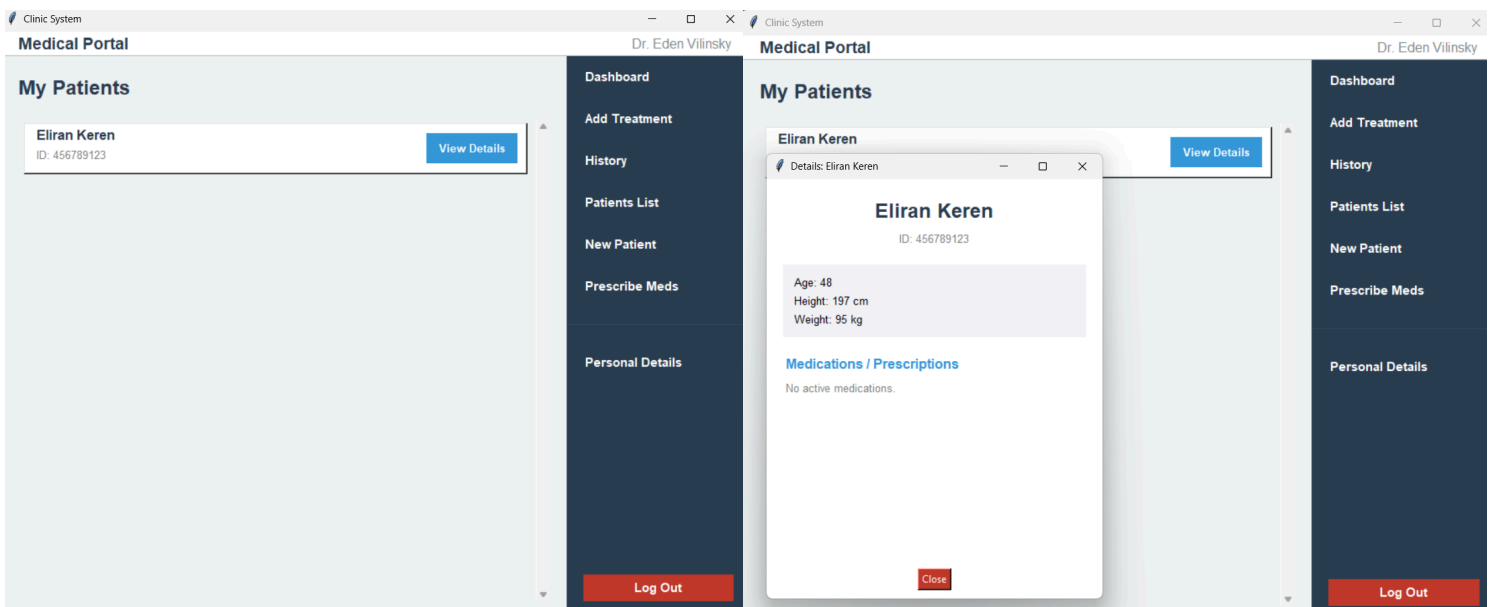 Clinic System
Medical Portal
Dr. Eden Vilinsky
My Patients
Eliran Keren
ID: 456789123
View Details
Dashboard
Add Treatment
History
Patients List
New Patient
Prescribe Meds
Personal Details
Log Out
Clinic System
Medical Portal
Dr. Eden Vilinsky
My Patients
Eliran Keren
View Details
Details: Eliran Keren
Eliran Keren
ID: 456789123
Age: 48
Height: 197 cm
Weight: 95 kg
Medications / Prescriptions
No active medications.
Close
Dashboard
Add Treatment
History
Patients List
New Patient
Prescribe Meds
Personal Details
Log Out